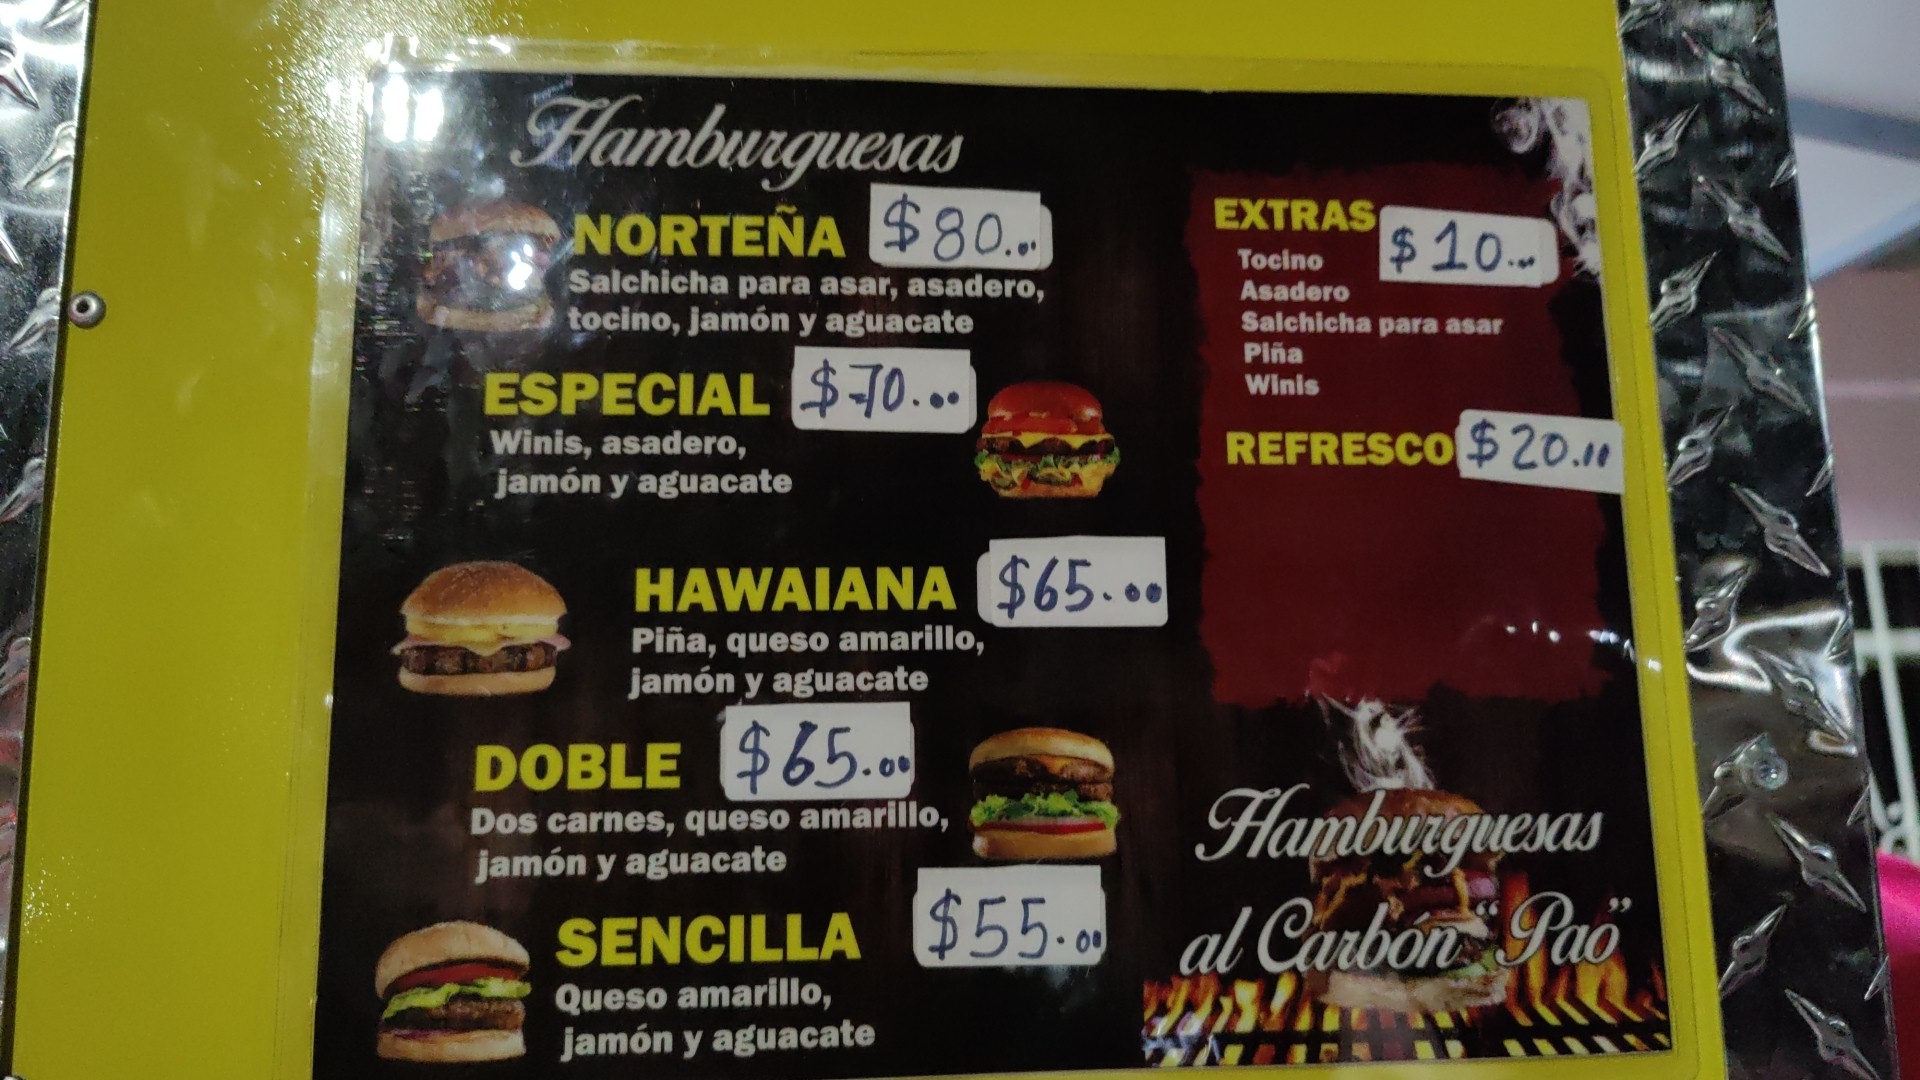 Hamburguesas
NORTEÑA $80.00
Salchicha para asar, asadero,
tocino, jamón y aguacate
ESPECIAL $70.00
Winis, asadero,
jamón y aguacate
HAWAIANA $65.00
Piña, queso amarillo,
jamón y aguacate
DOBLE $65.00
Dos carnes, queso amarillo,
jamón y aguacate
SENCILLA $55.00
Queso amarillo,
jamón y aguacate
EXTRAS $10.00
Tocino
Asadero
Salchicha para asar
Piña
Winis
REFRESCO $20.00
Hamburguesas
al Carbón “Pao”